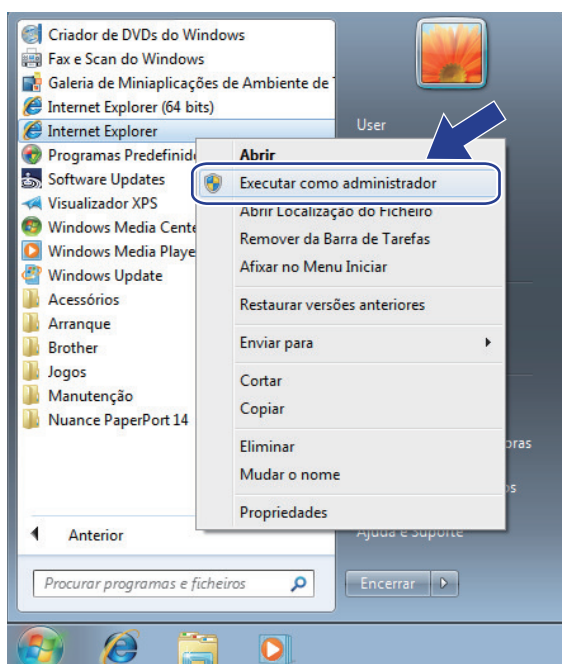 Criador de DVDs do Windows
Fax e Scan do Windows
Galeria de Miniaplicações de Ambiente de
Internet Explorer (64 bits)
Internet Explorer
Programas Predefinid
Software Updates
Visualizador XPS
Windows Media Cente
Windows Media Playe
Windows Update
Acessórios
Arranque
Brother
Jogos
Manutenção
Nuance PaperPort 14
Anterior
Procurar programas e ficheiros
User
Abrir
Executar como administrador
Abrir Localização do Ficheiro
Remover da Barra de Tarefas
Afixar no Menu Iniciar
Restaurar versões anteriores
Enviar para
Cortar
Copiar
Eliminar
Mudar o nome
Propriedades
oras
os
Ajuda e Suporte
Encerrar